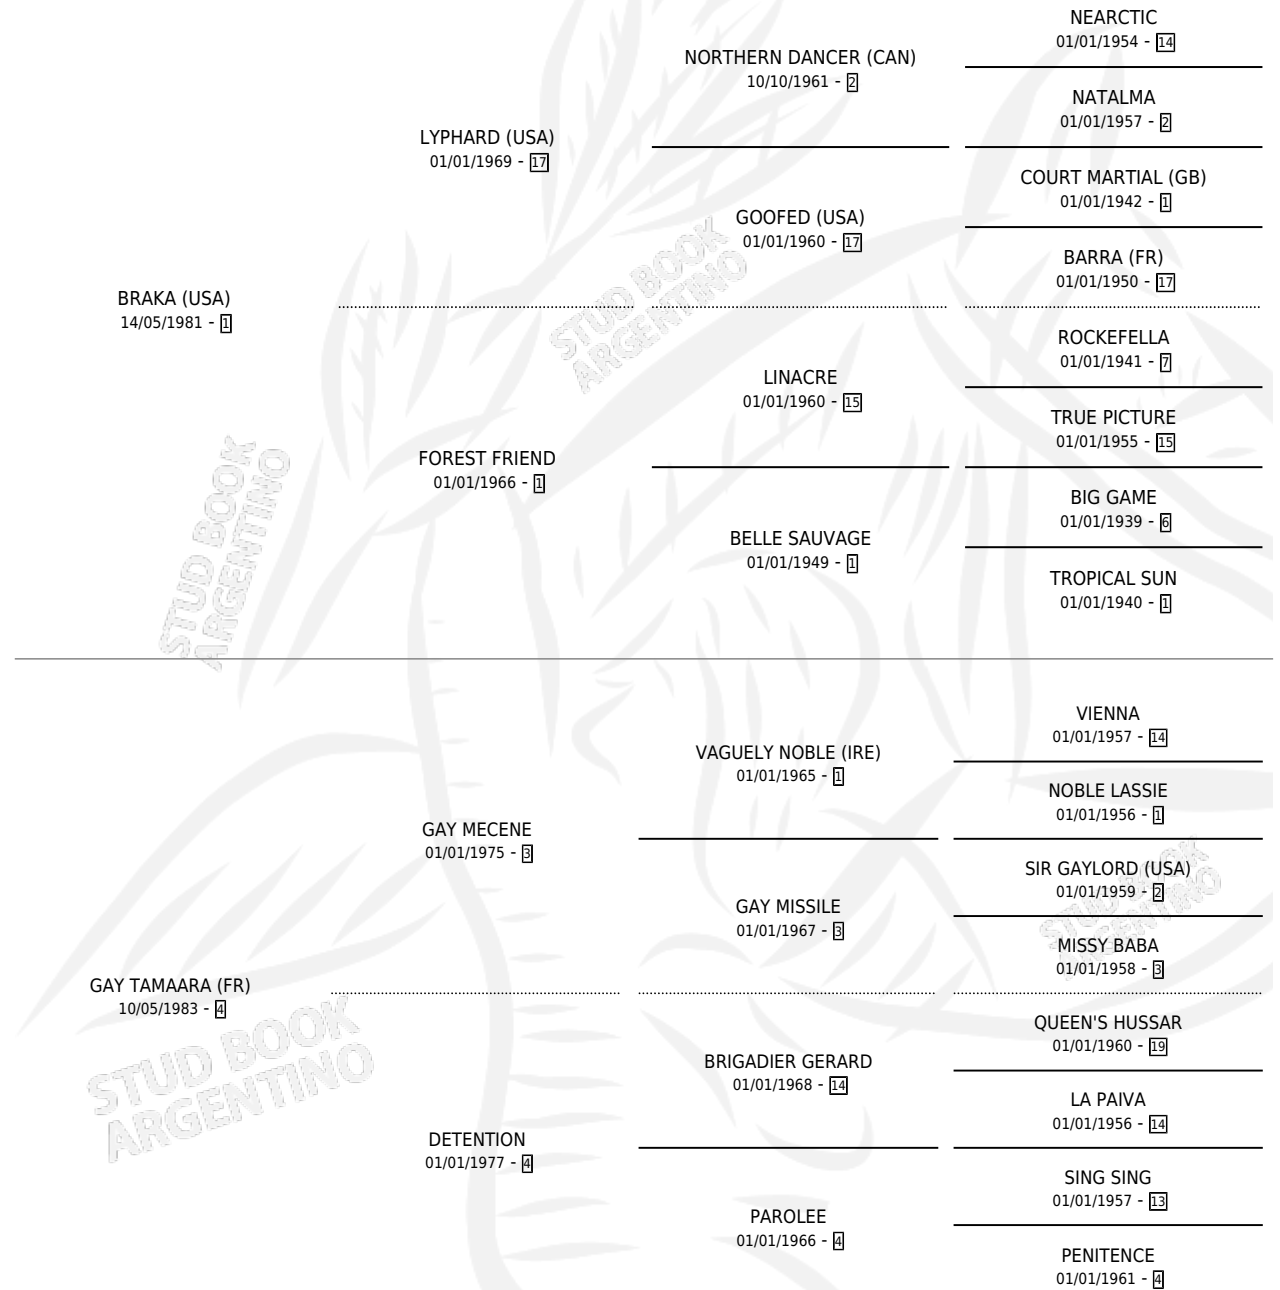 NEARCTIC
01/01/1954 - 14
NORTHERN DANCER (CAN)
10/10/1961 - 2
NATALMA
01/01/1957 - 2
LYPHARD (USA)
01/01/1969 - 17
COURT MARTIAL (GB)
01/01/1942 - 1
GOOFED (USA)
01/01/1960 - 17
BARRA (FR)
01/01/1950 - 17
BRAKA (USA)
14/05/1981 - 1
STUD BOOK
ARGENTINO
ROCKEFELLA
01/01/1941 - 7
LINACRE
01/01/1960 - 15
TRUE PICTURE
01/01/1955 - 15
FOREST FRIEND
01/01/1966 - 1
BIG GAME
01/01/1939 - 6
BELLE SAUVAGE
01/01/1949 - 1
TROPICAL SUN
01/01/1940 - 1
STUD BOOK
ARGENTINO
VIENNA
01/01/1957 - 14
VAGUELY NOBLE (IRE)
01/01/1965 - 1
NOBLE LASSIE
01/01/1956 - 1
GAY MECENE
01/01/1975 - 3
SIR GAYLORD (USA)
01/01/1959 - 2
GAY MISSILE
01/01/1967 - 3
STUD BOOK
ARGENTINO
MISSY BABA
01/01/1958 - 3
GAY TAMAARA (FR)
10/05/1983 - 4
STUD BOOK
ARGENTINO
QUEEN'S HUSSAR
01/01/1960 - 19
BRIGADIER GERARD
01/01/1968 - 14
LA PAIVA
01/01/1956 - 14
DETENTION
01/01/1977 - 4
SING SING
01/01/1957 - 13
PAROLEE
01/01/1966 - 4
PENITENCE
01/01/1961 - 4